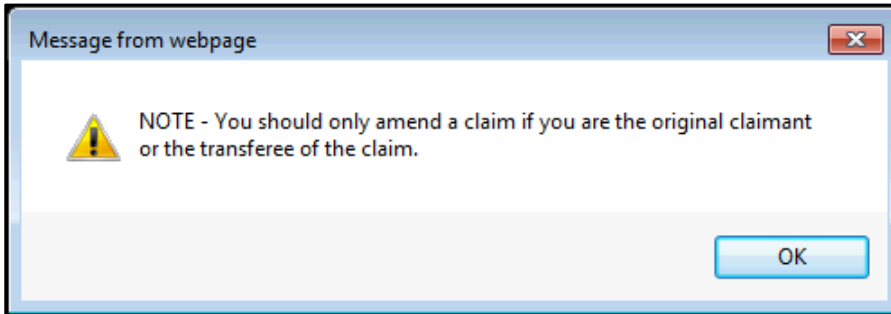 Message from webpage
NOTE - You should only amend a claim if you are the original claimant
or the transferee of the claim.
OK